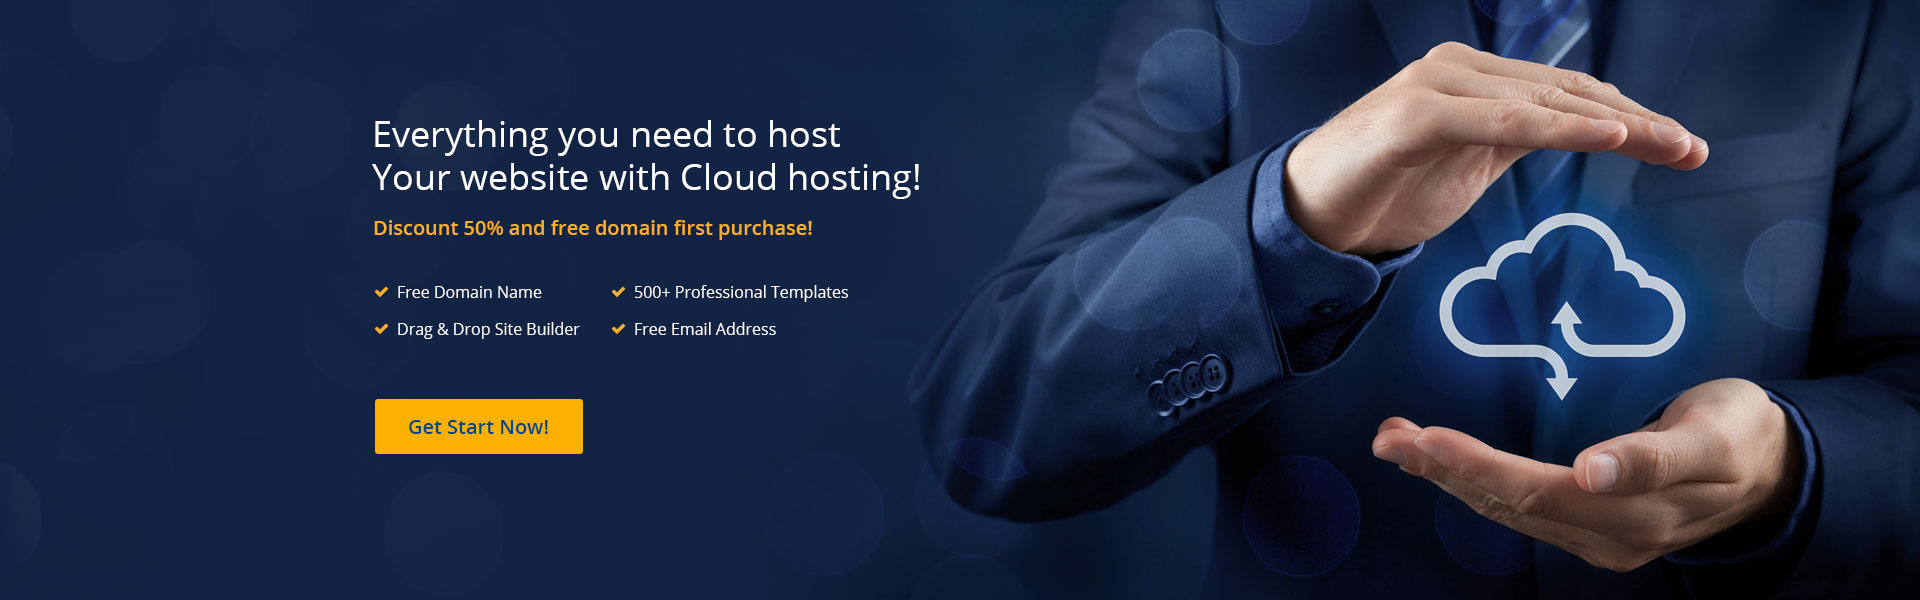 Everything you need to host
Your website with Cloud hosting!
Discount 50% and free domain first purchase!
Free Domain Name
500+ Professional Templates
Drag & Drop Site Builder
Free Email Address
Get Start Now!